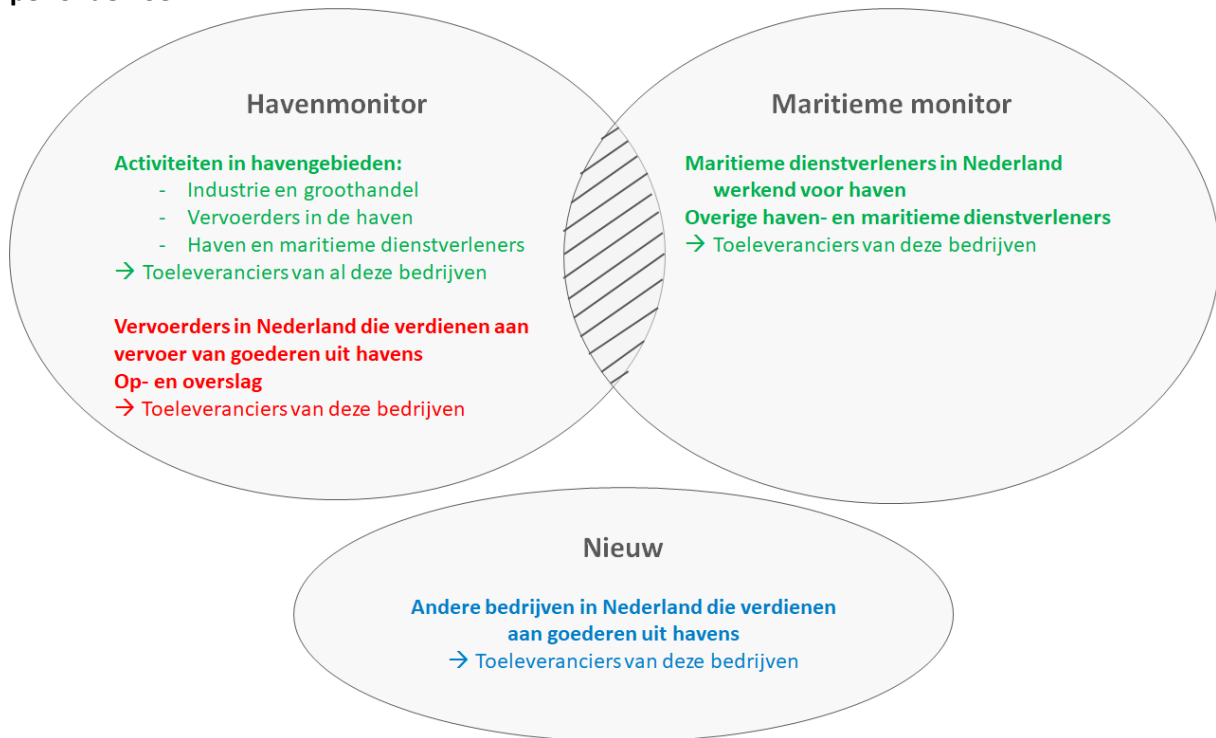 Havenmonitor
Activiteiten in havengebieden:
- Industrie en groothandel
- Vervoerders in de haven
- Haven en maritieme dienstverleners
→ Toeleveranciers van al deze bedrijven
Vervoerders in Nederland die verdienen aan
vervoer van goederen uit havens
Op- en overslag
→ Toeleveranciers van deze bedrijven
Maritieme monitor
Maritieme dienstverleners in Nederland
werkend voor haven
Overige haven- en maritieme dienstverleners
→ Toeleveranciers van deze bedrijven
Nieuw
Andere bedrijven in Nederland die verdienen
aan goederen uit havens
→ Toeleveranciers van deze bedrijven